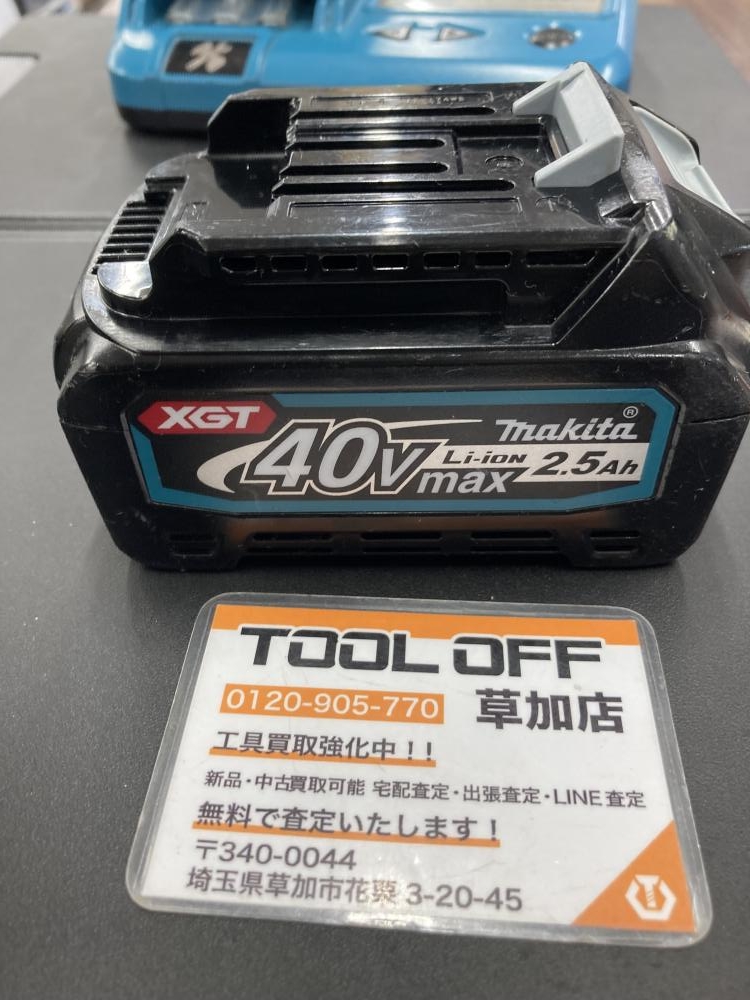 XGT
40v max
makita®
Li-ion 2.5Ah
TOOL OFF
0120-905-770 草加店
工具買取強化中！！
新品・中古買取可能 宅配査定・出張査定・LINE査定
無料で査定いたします！
〒340-0044
埼玉県草加市花栗 3-20-45